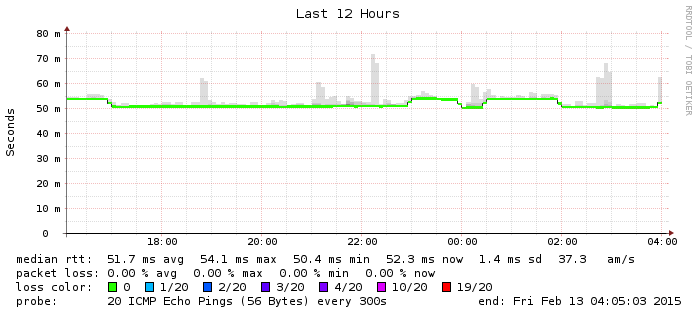 Last 12 Hours
RRDTOOL / TOBI OETIKER
Seconds
80 m
70 m
60 m
50 m
40 m
30 m
20 m
10 m
0
18:00 20:00 22:00 00:00 02:00 04:00
median rtt: 51.7 ms avg 54.1 ms max 50.4 ms min 52.3 ms now 1.4 ms sd 37.3 am/s
packet loss: 0.00 % avg 0.00 % max 0.00 % min 0.00 % now
loss color: 0 1/20 2/20 3/20 4/20 10/20 19/20
probe: 20 ICMP Echo Pings (56 Bytes) every 300s end: Fri Feb 13 04:05:03 2015